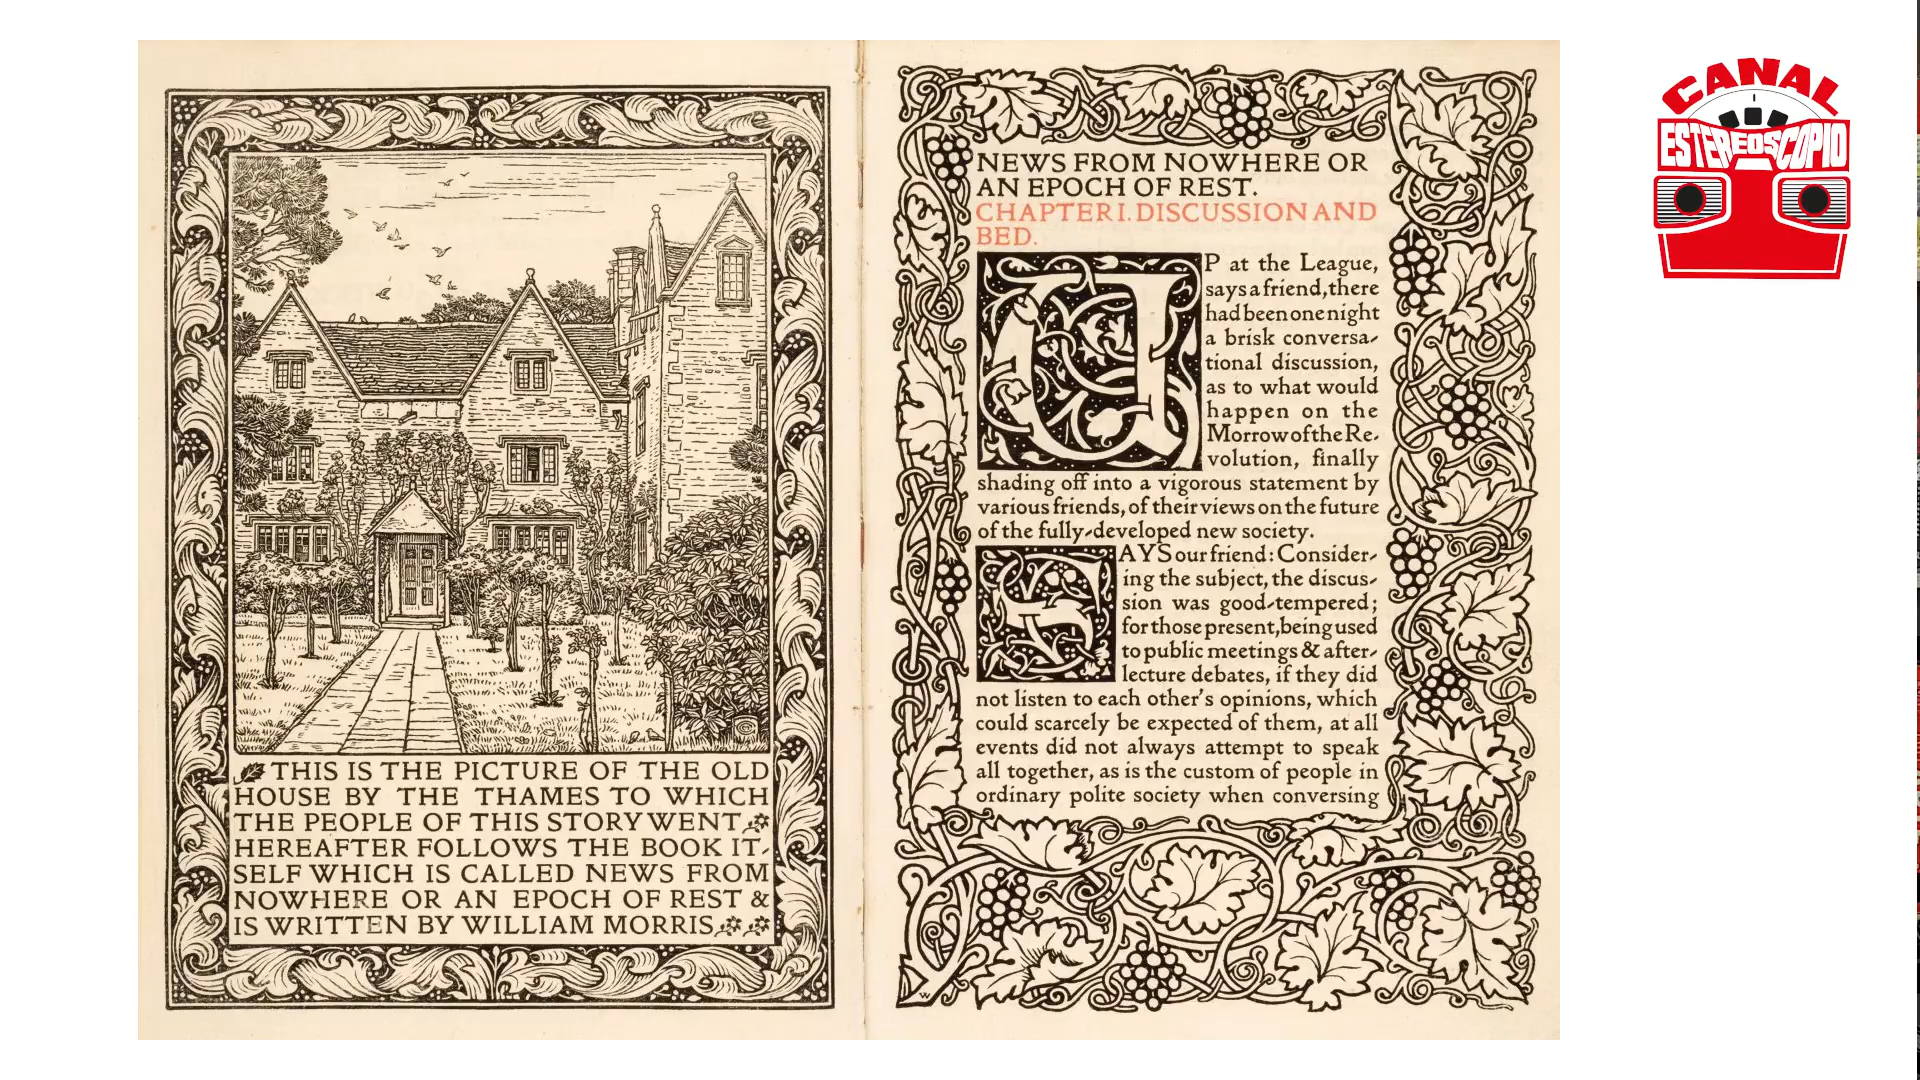 THIS IS THE PICTURE OF THE OLD
HOUSE BY THE THAMES TO WHICH
THE PEOPLE OF THIS STORY WENT
HEREAFTER FOLLOWS THE BOOK IT-
SELF WHICH IS CALLED NEWS FROM
NOWHERE OR AN EPOCH OF REST &
IS WRITTEN BY WILLIAM MORRIS
NEWS FROM NOWHERE OR
AN EPOCH OF REST.
CHAPTER I. DISCUSSION AND
BED.
UP at the League,
says a friend, there
had been one night
a brisk conversa-
tional discussion,
as to what would
happen on the
Morrow of the Re-
volution, finally
shading off into a vigorous statement by
various friends, of their views on the future
of the fully-developed new society.
SAYS our friend: Consider-
ing the subject, the discus-
sion was good-tempered;
for those present, being used
to public meetings & after-
lecture debates, if they did
not listen to each other's opinions, which
could scarcely be expected of them, at all
events did not always attempt to speak
all together, as is the custom of people in
ordinary polite society when conversing
CANAL
ESTEREOSCOPIO